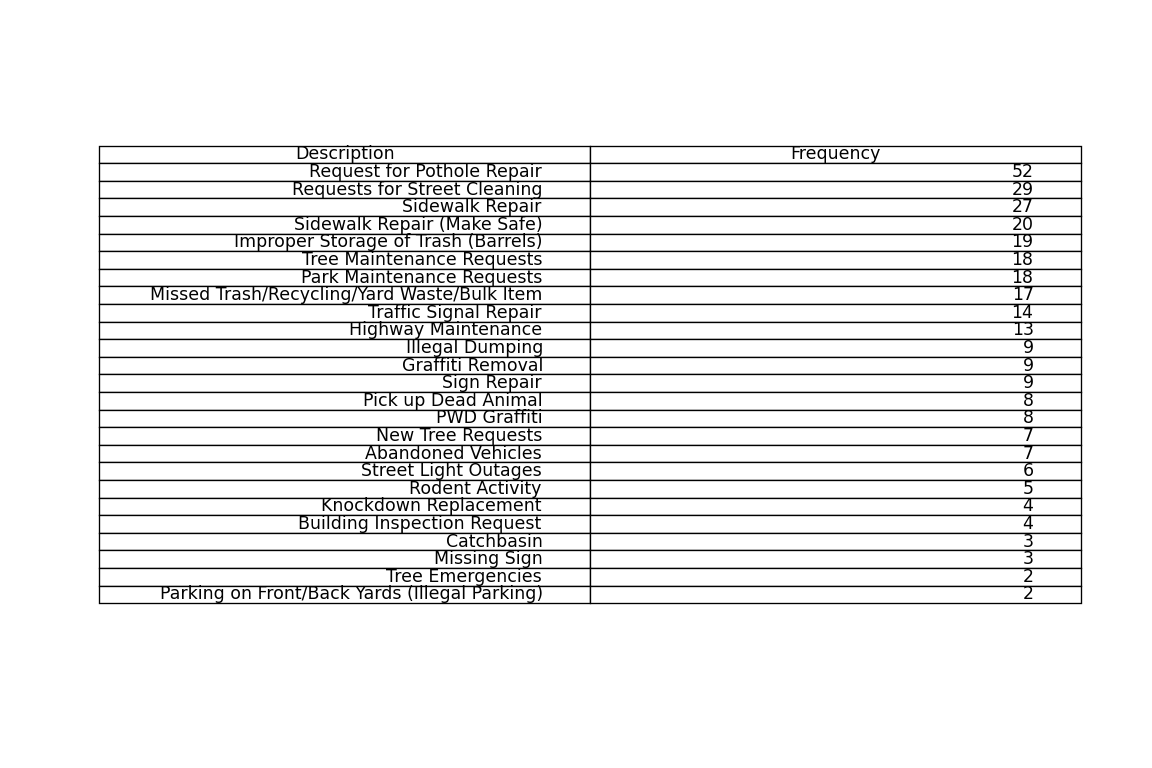 Description Frequency
Request for Pothole Repair 52
Requests for Street Cleaning 29
Sidewalk Repair 27
Sidewalk Repair (Make Safe) 20
Improper Storage of Trash (Barrels) 19
Tree Maintenance Requests 18
Park Maintenance Requests 18
Missed Trash/Recycling/Yard Waste/Bulk Item 17
Traffic Signal Repair 14
Highway Maintenance 13
Illegal Dumping 9
Graffiti Removal 9
Sign Repair 9
Pick up Dead Animal 8
PWD Graffiti 8
New Tree Requests 7
Abandoned Vehicles 7
Street Light Outages 6
Rodent Activity 5
Knockdown Replacement 4
Building Inspection Request 4
Catchbasin 3
Missing Sign 3
Tree Emergencies 2
Parking on Front/Back Yards (Illegal Parking) 2